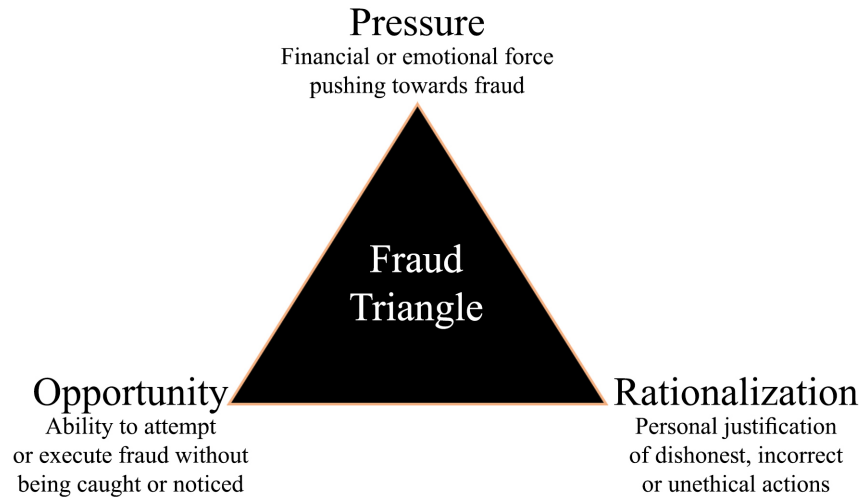 Pressure
Financial or emotional force
pushing towards fraud
Fraud
Triangle
Opportunity
Ability to attempt
or execute fraud without
being caught or noticed
Rationalization
Personal justification
of dishonest, incorrect
or unethical actions